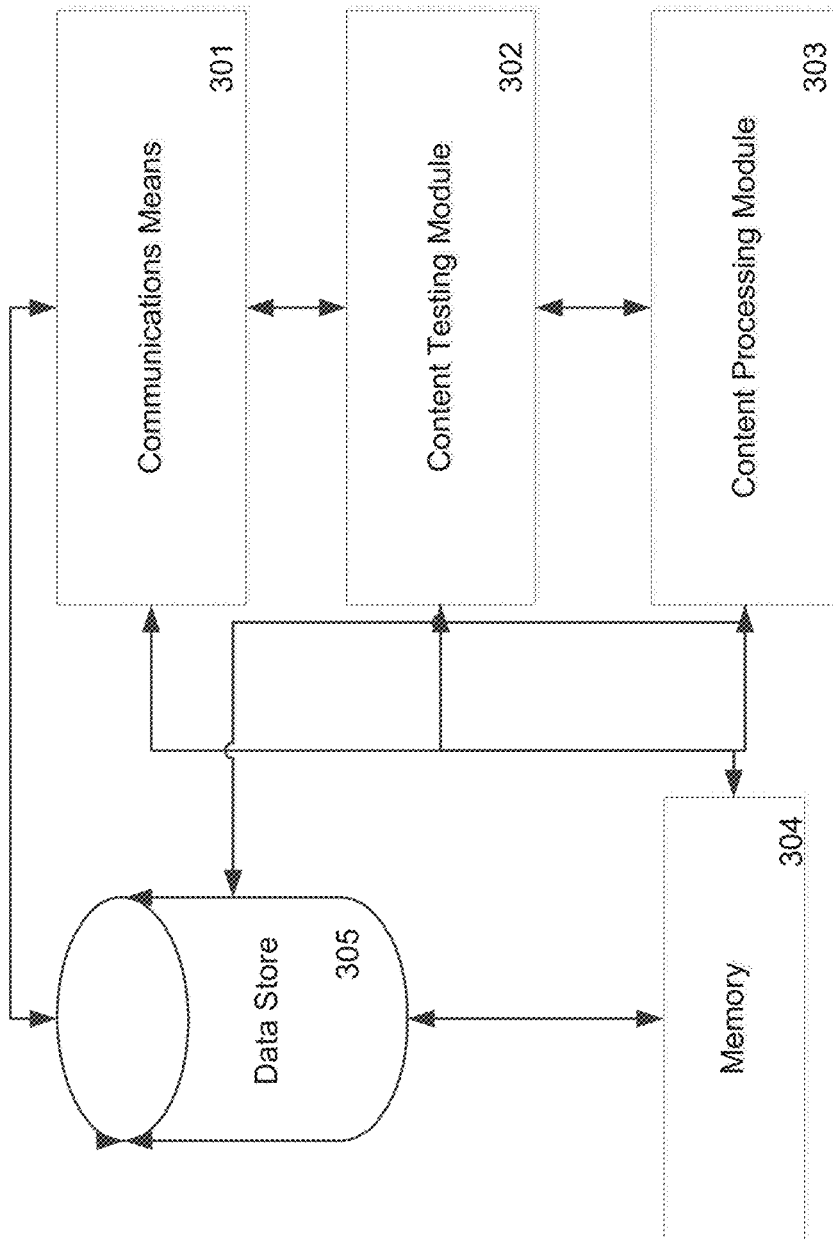 Communications Means
301
Content Testing Module
302
Content Processing Module
303
Data Store
305
Memory
304